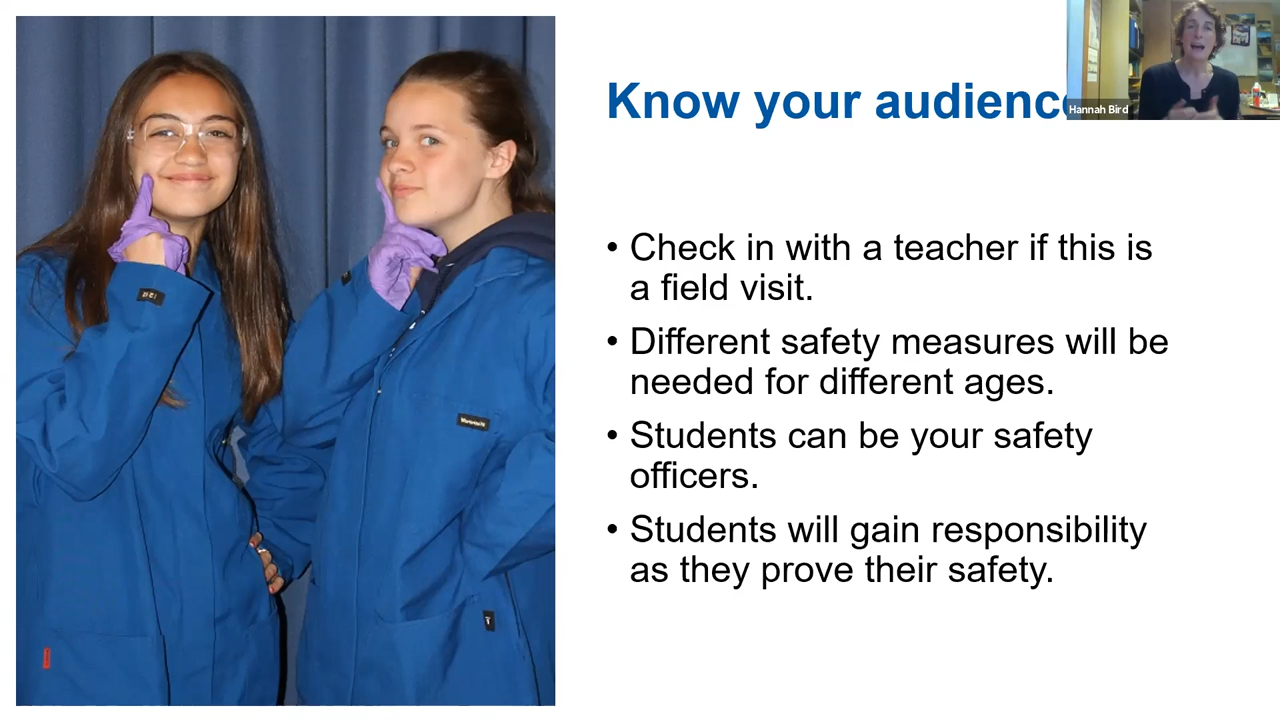 Know your audienc
Hannah Bird
• Check in with a teacher if this is
a field visit.
• Different safety measures will be
needed for different ages.
• Students can be your safety
officers.
• Students will gain responsibility
as they prove their safety.